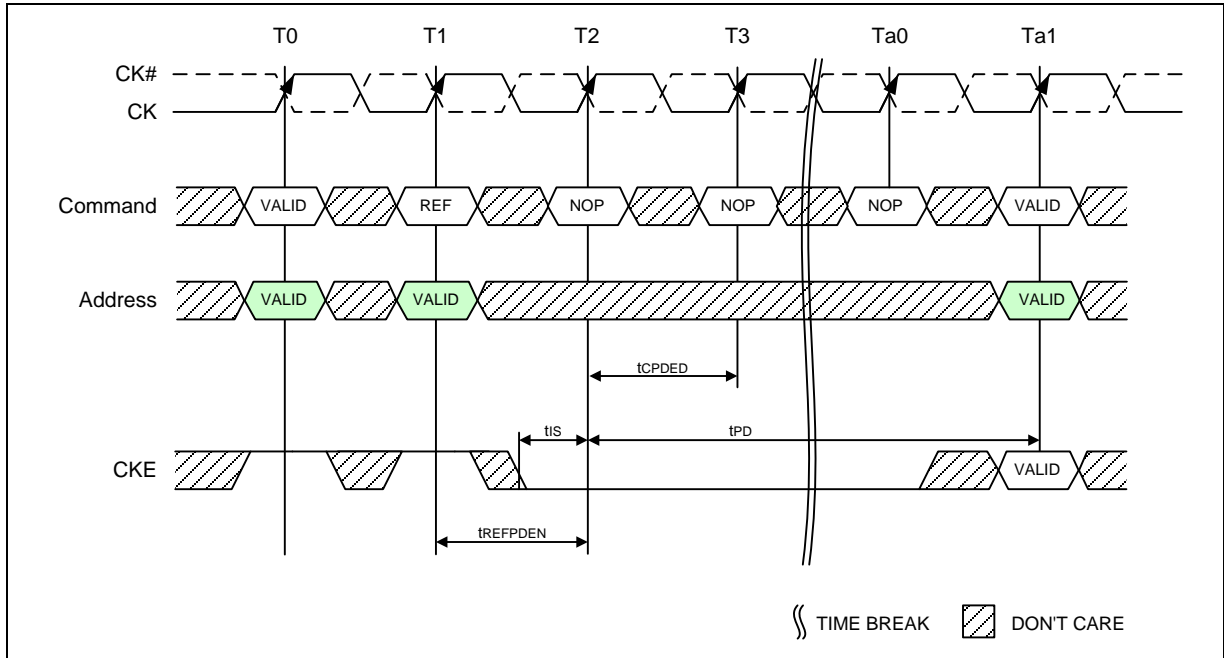 T0 T1 T2 T3 Ta0 Ta1
CK#
CK
Command VALID REF NOP NOP NOP VALID
Address VALID VALID VALID
tCPDED
tIS tPD
CKE VALID
tREFPDEN
TIME BREAK DON'T CARE